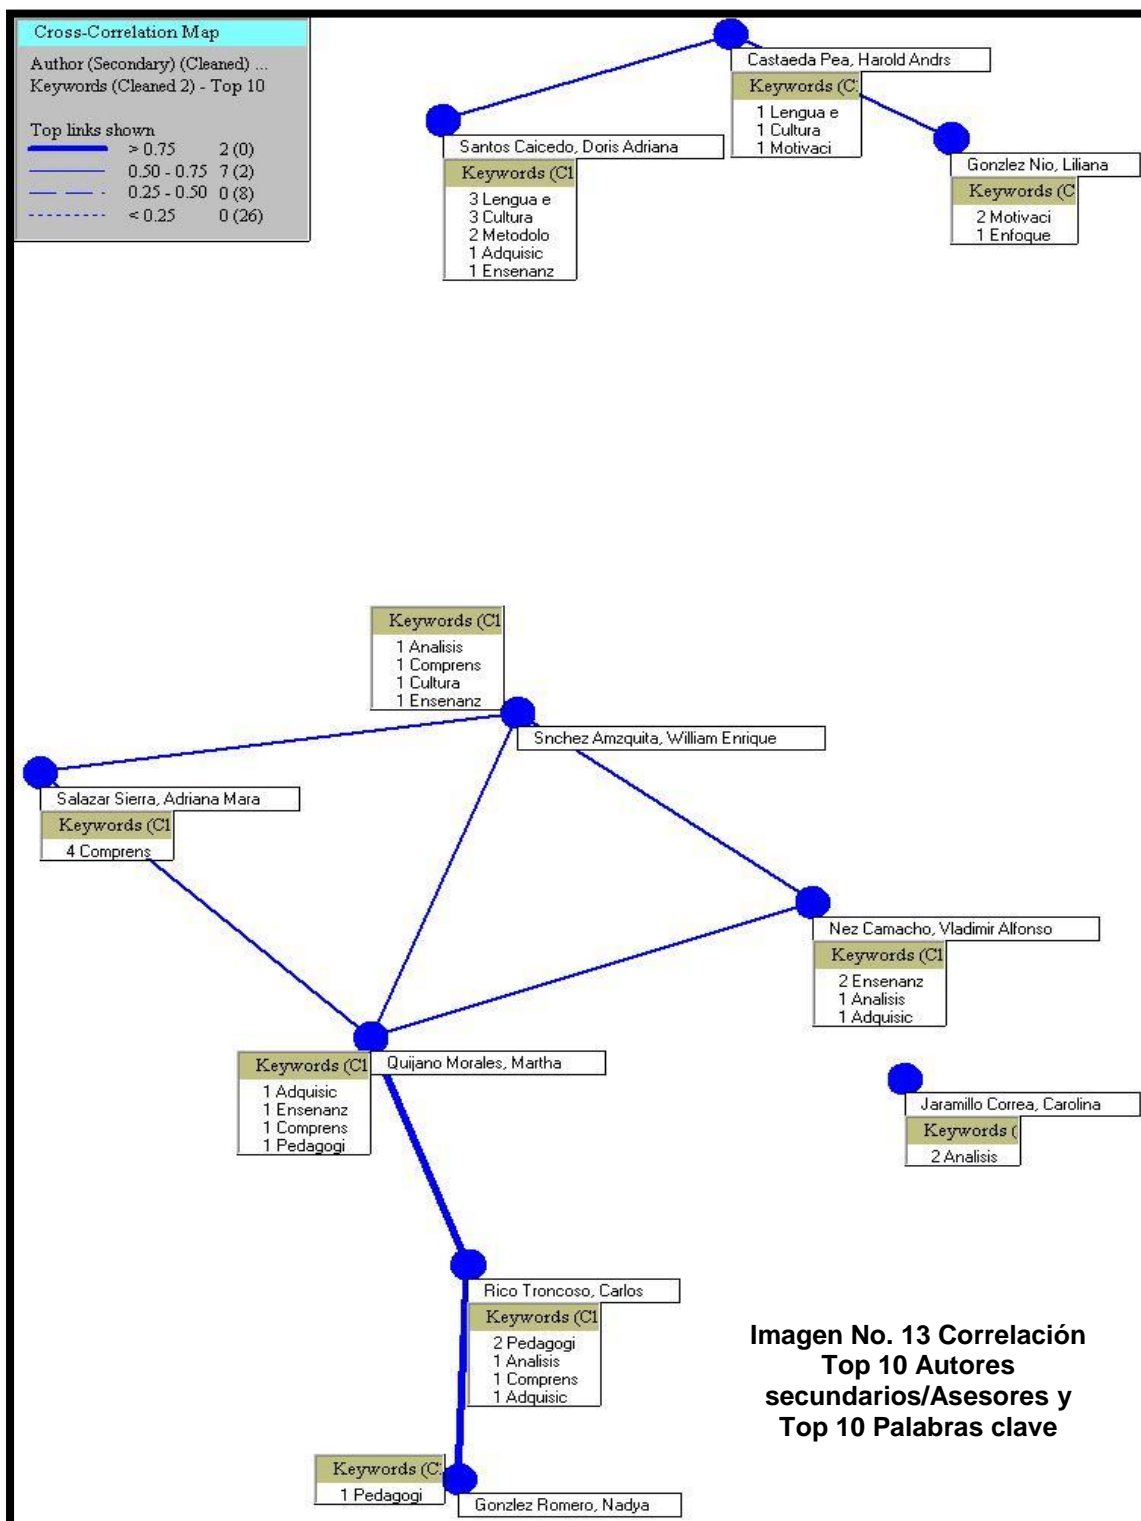 Cross-Correlation Map
Author (Secondary) (Cleaned) ...
Keywords (Cleaned 2) - Top 10
Top links shown
> 0.75 2 (0)
0.50 - 0.75 7 (2)
0.25 - 0.50 0 (8)
< 0.25 0 (26)
Castaeda Pea, Harold Andrs
Keywords (C
1 Lengua e
1 Cultura
1 Motivaci
Santos Caicedo, Doris Adriana
Keywords (C1
3 Lengua e
3 Cultura
2 Metodolo
1 Adquisic
1 Ensenanz
Gonzlez Nio, Liliana
Keywords (C
2 Motivaci
1 Enfoque
Keywords (C1
1 Analisis
1 Comprens
1 Cultura
1 Ensenanz
Snchez Amzquita, William Enrique
Salazar Sierra, Adriana Mara
Keywords (C1
4 Comprens
Nez Camacho, Vladimir Alfonso
Keywords (C1
2 Ensenanz
1 Analisis
1 Adquisic
Quijano Morales, Martha
Keywords (C1
1 Adquisic
1 Ensenanz
1 Comprens
1 Pedagogi
Jaramillo Correa, Carolina
Keywords (
2 Analisis
Rico Troncoso, Carlos
Keywords (C1
2 Pedagogi
1 Analisis
1 Comprens
1 Adquisic
Keywords (C
1 Pedagogi
Gonzlez Romero, Nadya
Imagen No. 13 Correlación
Top 10 Autores
secundarios/Asesores y
Top 10 Palabras clave